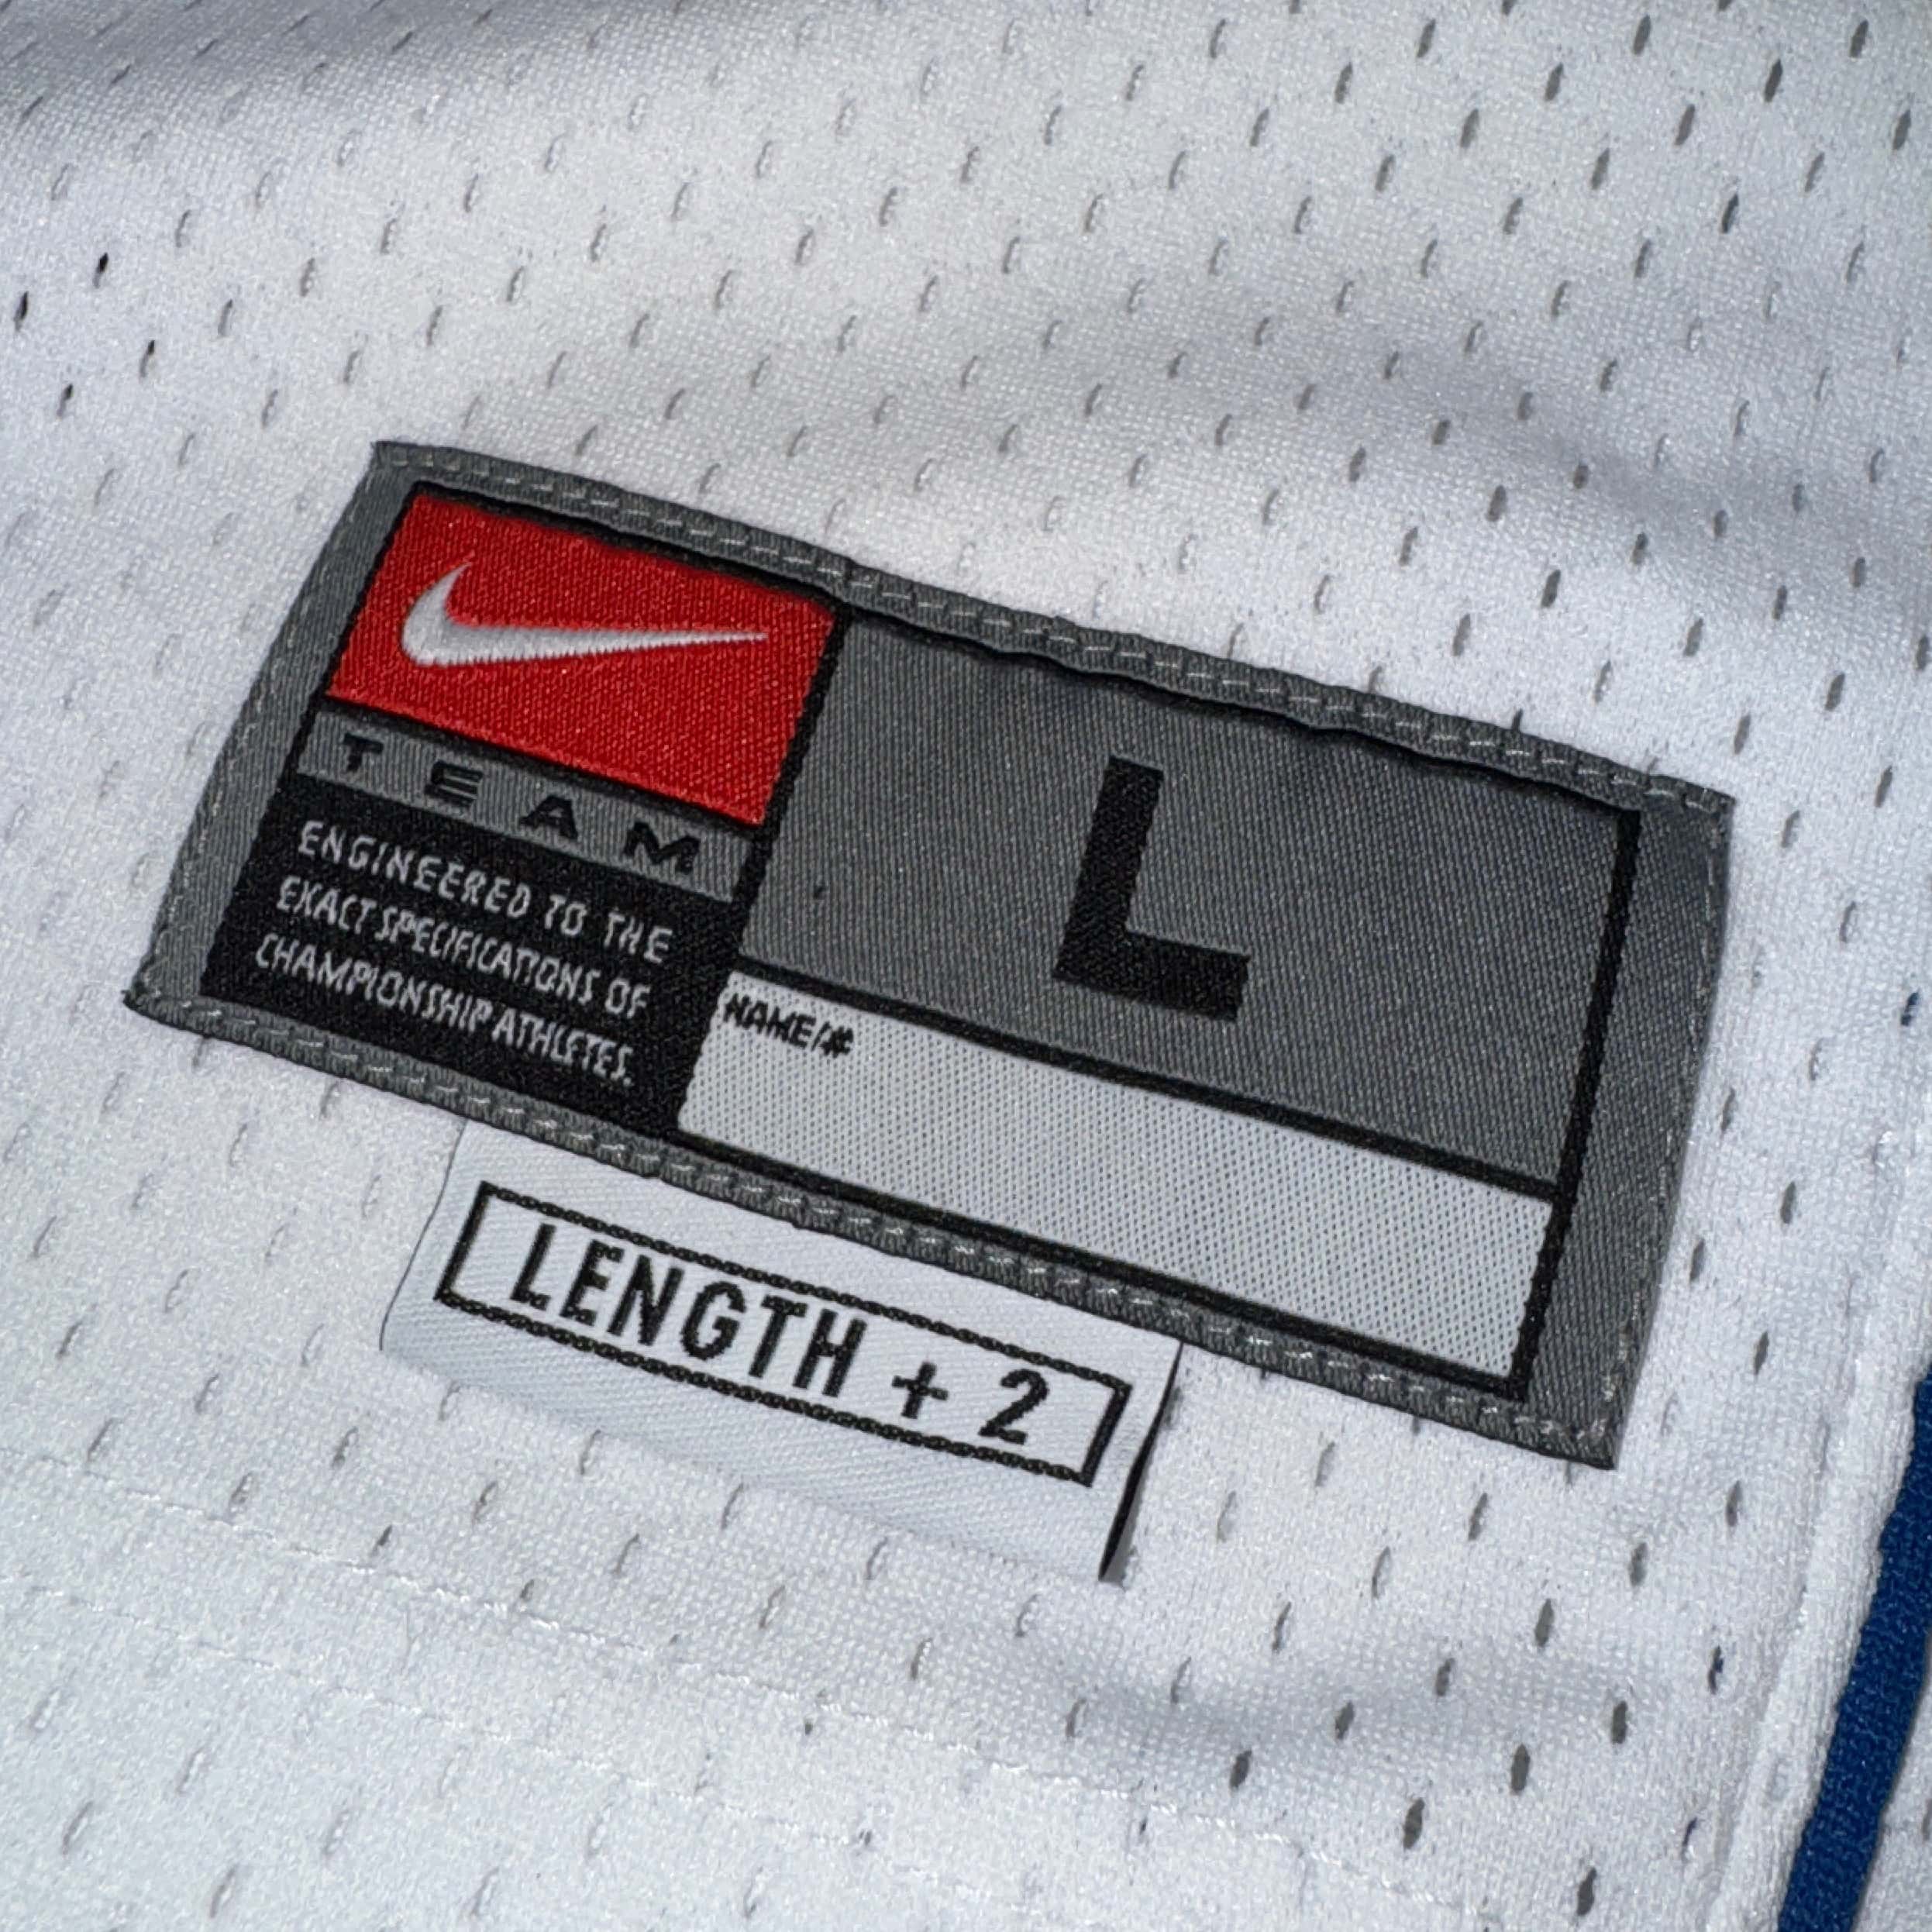 TEAM
ENGINEERED TO THE
EXACT SPECIFICATIONS OF
CHAMPIONSHIP ATHLETES.
L
NAME/#
LENGTH + 2